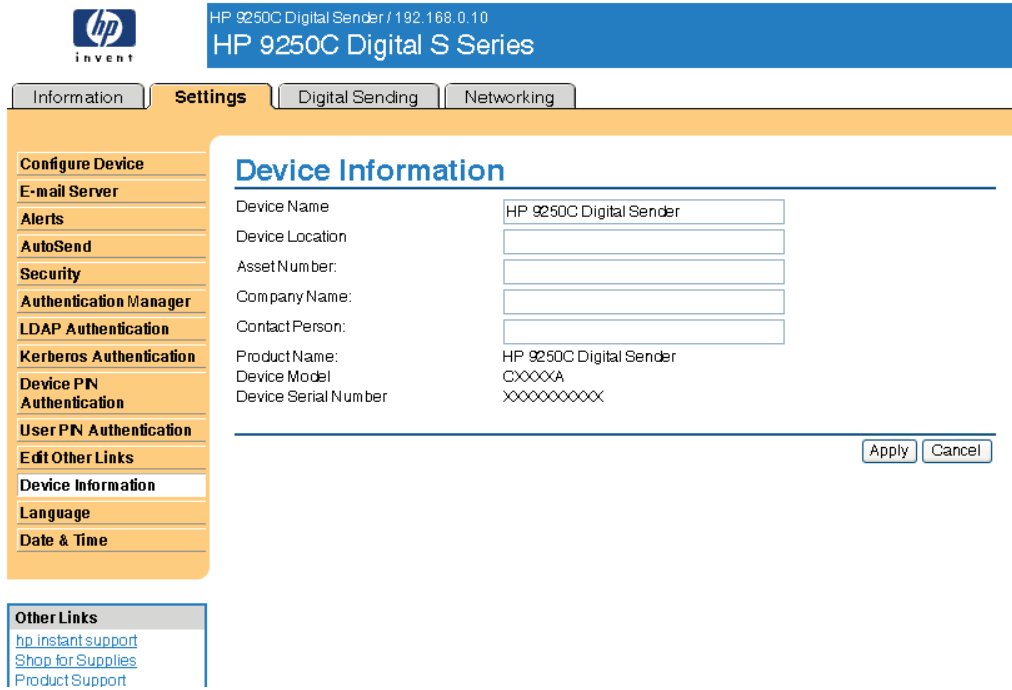 hp
invent
HP 9250C Digital Sender / 192.168.0.10
HP 9250C Digital S Series
Information
Settings
Digital Sending
Networking
Configure Device
E-mail Server
Alerts
AutoSend
Security
Authentication Manager
LDAP Authentication
Kerberos Authentication
Device PIN
Authentication
User PIN Authentication
Edit Other Links
Device Information
Language
Date & Time
Other Links
hp instant support
Shop for Supplies
Product Support
Device Information
Device Name HP 9250C Digital Sender
Device Location
Asset Number:
Company Name:
Contact Person:
Product Name: HP 9250C Digital Sender
Device Model CXXXXA
Device Serial Number XXXXXXXXXX
Apply Cancel